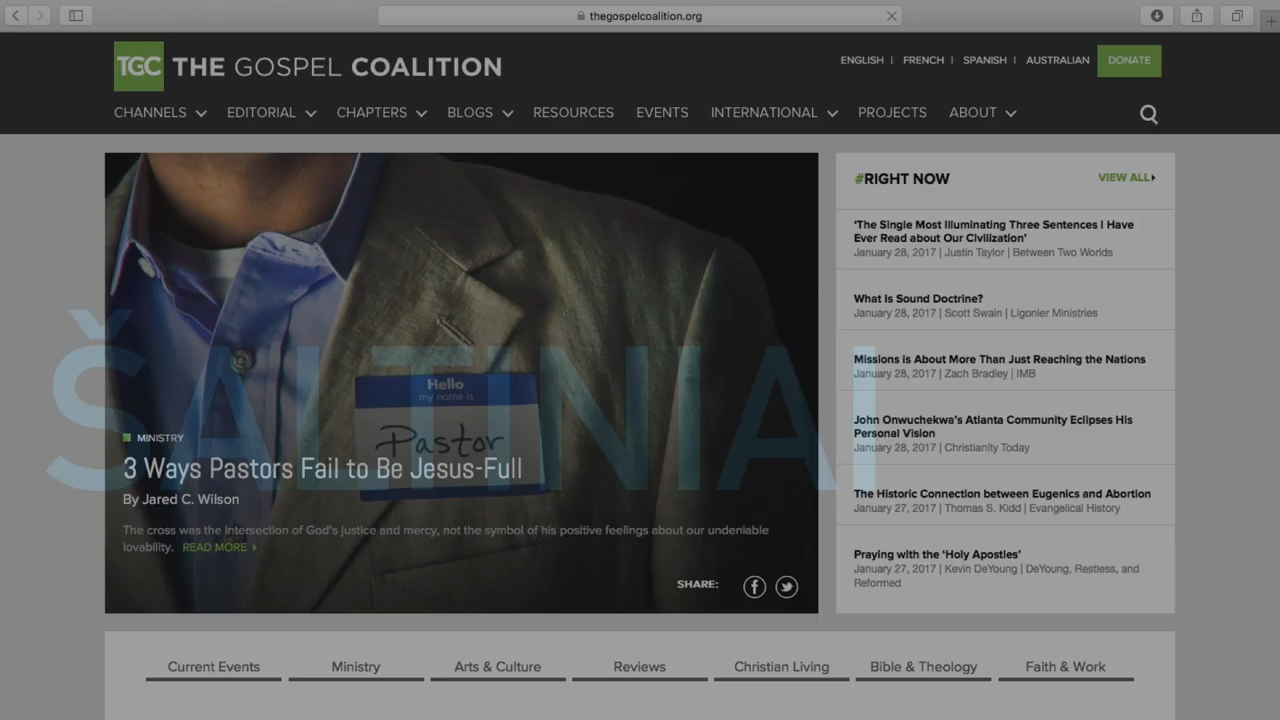 thegospelcoalition.org
TGC THE GOSPEL COALITION
ENGLISH | FRENCH | SPANISH | AUSTRALIAN DONATE
CHANNELS EDITORIAL CHAPTERS BLOGS RESOURCES EVENTS INTERNATIONAL PROJECTS ABOUT
#RIGHT NOW VIEW ALL
‘The Single Most Illuminating Three Sentences I Have
Ever Read about Our Civilization’
January 28, 2017 | Justin Taylor | Between Two Worlds
What Is Sound Doctrine?
January 28, 2017 | Scott Swain | Ligonier Ministries
Missions is About More Than Just Reaching the Nations
January 28, 2017 | Zach Bradley | IMB
John Onwuchekwa’s Atlanta Community Eclipses His
Personal Vision
January 28, 2017 | Christianity Today
The Historic Connection between Eugenics and Abortion
January 27, 2017 | Thomas S. Kidd | Evangelical History
Praying with the ‘Holy Aposties’
January 27, 2017 | Kevin DeYoung | DeYoung, Restless, and
Reformed
ŠALTINIAI
Hello
my name is
Pastor
MINISTRY
3 Ways Pastors Fail to Be Jesus-Full
By Jared C. Wilson
The cross was the intersection of God’s justice and mercy, not the symbol of his positive feelings about our undeniable
lovability. READ MORE
SHARE:
Current Events Ministry Arts & Culture Reviews Christian Living Bible & Theology Faith & Work